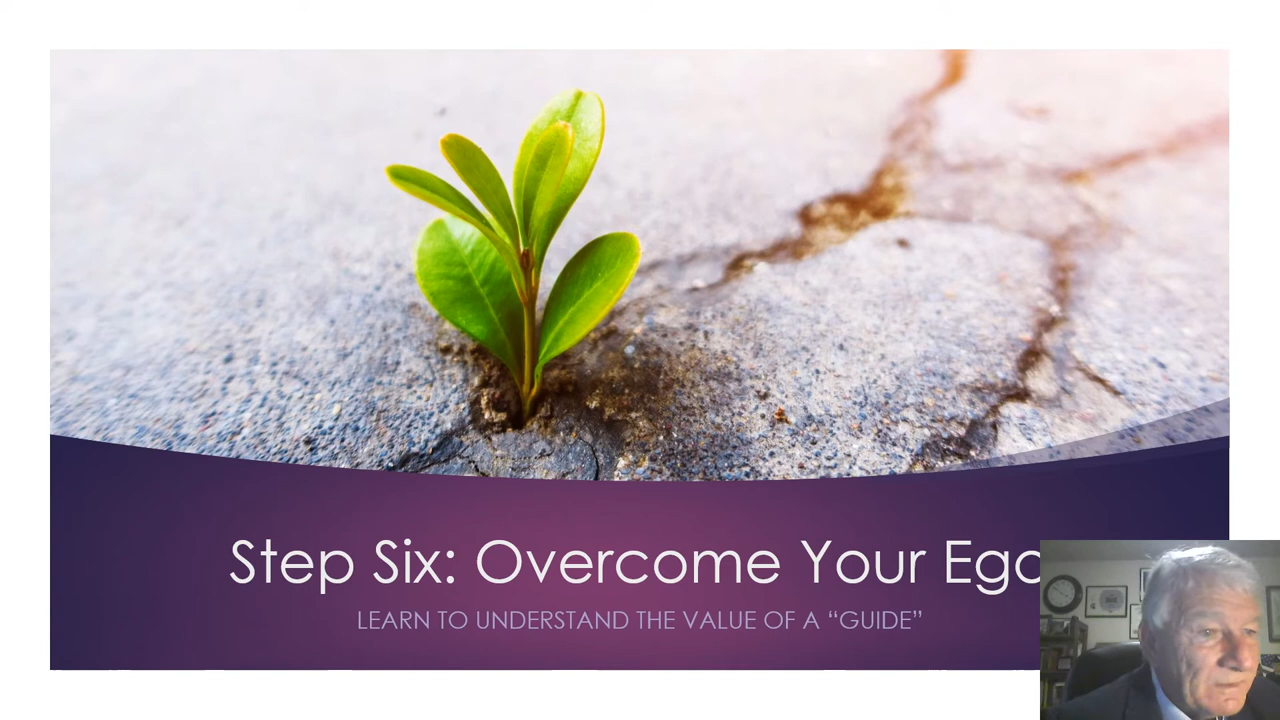 Step Six: Overcome Your Ego
LEARN TO UNDERSTAND THE VALUE OF A “GUIDE”